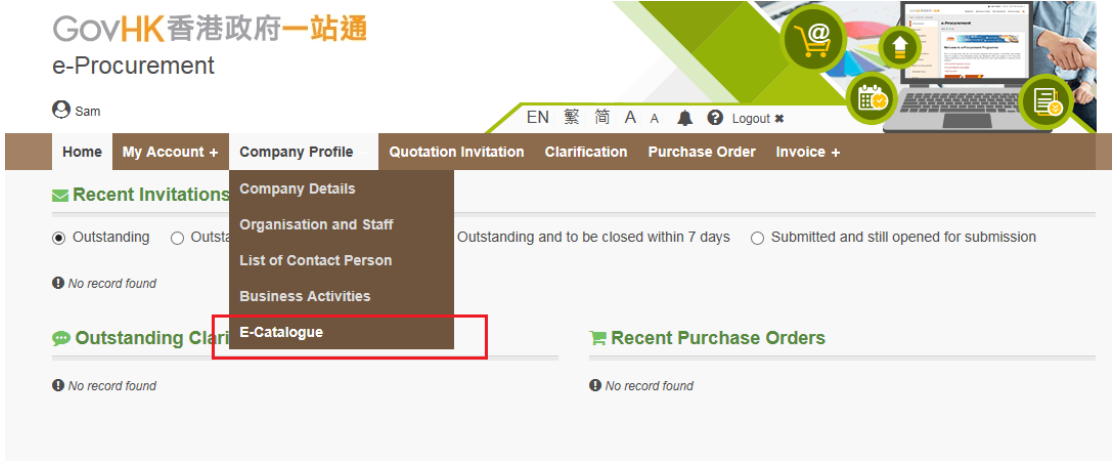 GovHK香港政府一站通
e-Procurement
Sam
EN 繁 简 A A Logout ✖
Home My Account + Company Profile Quotation Invitation Clarification Purchase Order Invoice +
Company Details
Organisation and Staff
List of Contact Person
Business Activities
E-Catalogue
Recent Invitations
Outstanding Outsta Outstanding and to be closed within 7 days Submitted and still opened for submission
No record found
Outstanding Clari
Recent Purchase Orders
No record found
No record found
e-Procurement